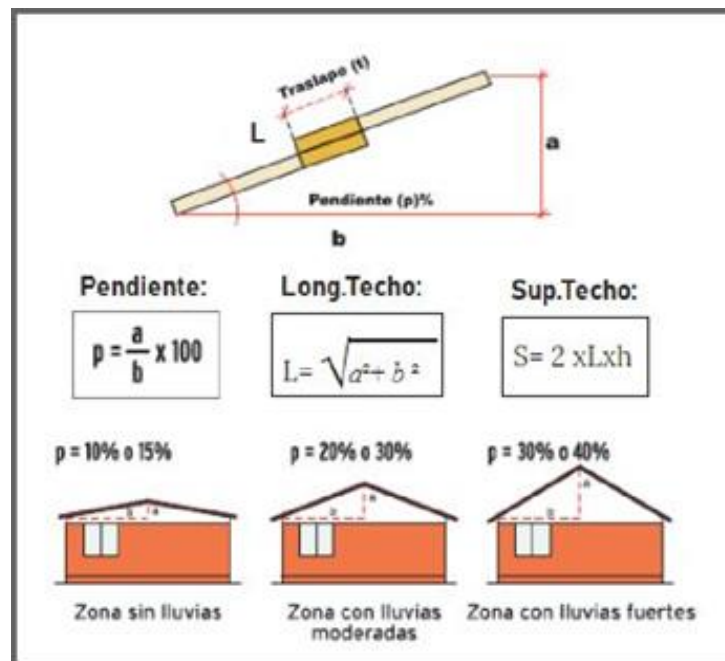 Traslapo (t)
L
a
Pendiente (p)%
b
Pendiente:
Long.Techo:
Sup.Techo:
p = a/b x 100
L= √a²+ b²
S= 2 xLxh
p = 10% o 15%
p = 20% o 30%
p = 30% o 40%
b a
b a
b a
Zona sin lluvias
Zona con lluvias
moderadas
Zona con lluvias fuertes